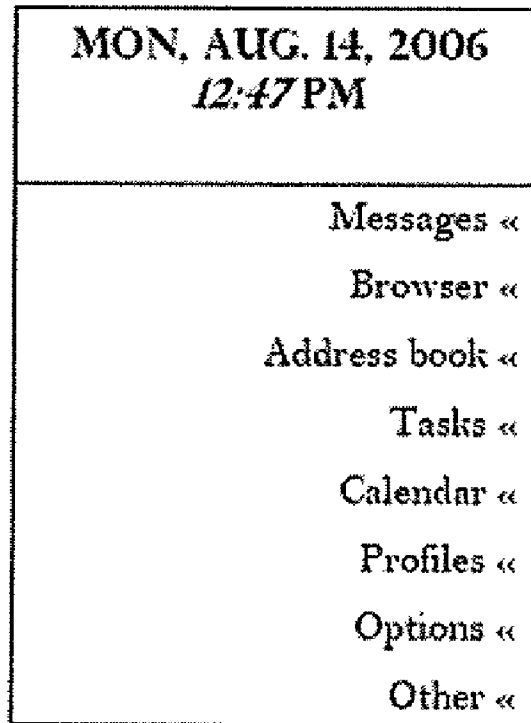 MON, AUG. 14, 2006
12:47 PM
Messages «
Browser «
Address book «
Tasks «
Calendar «
Profiles «
Options «
Other «